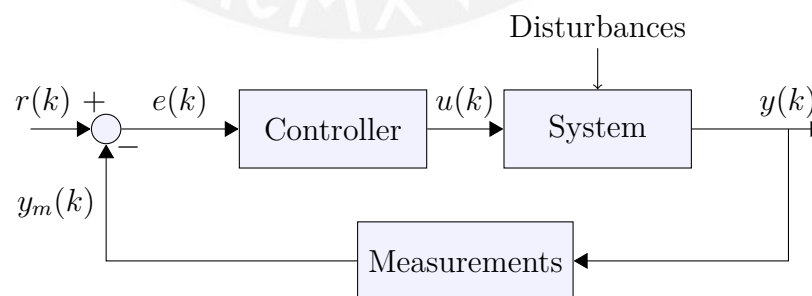 Disturbances
r(k) + e(k) Controller u(k) System y(k)
−
y_m(k)
Measurements